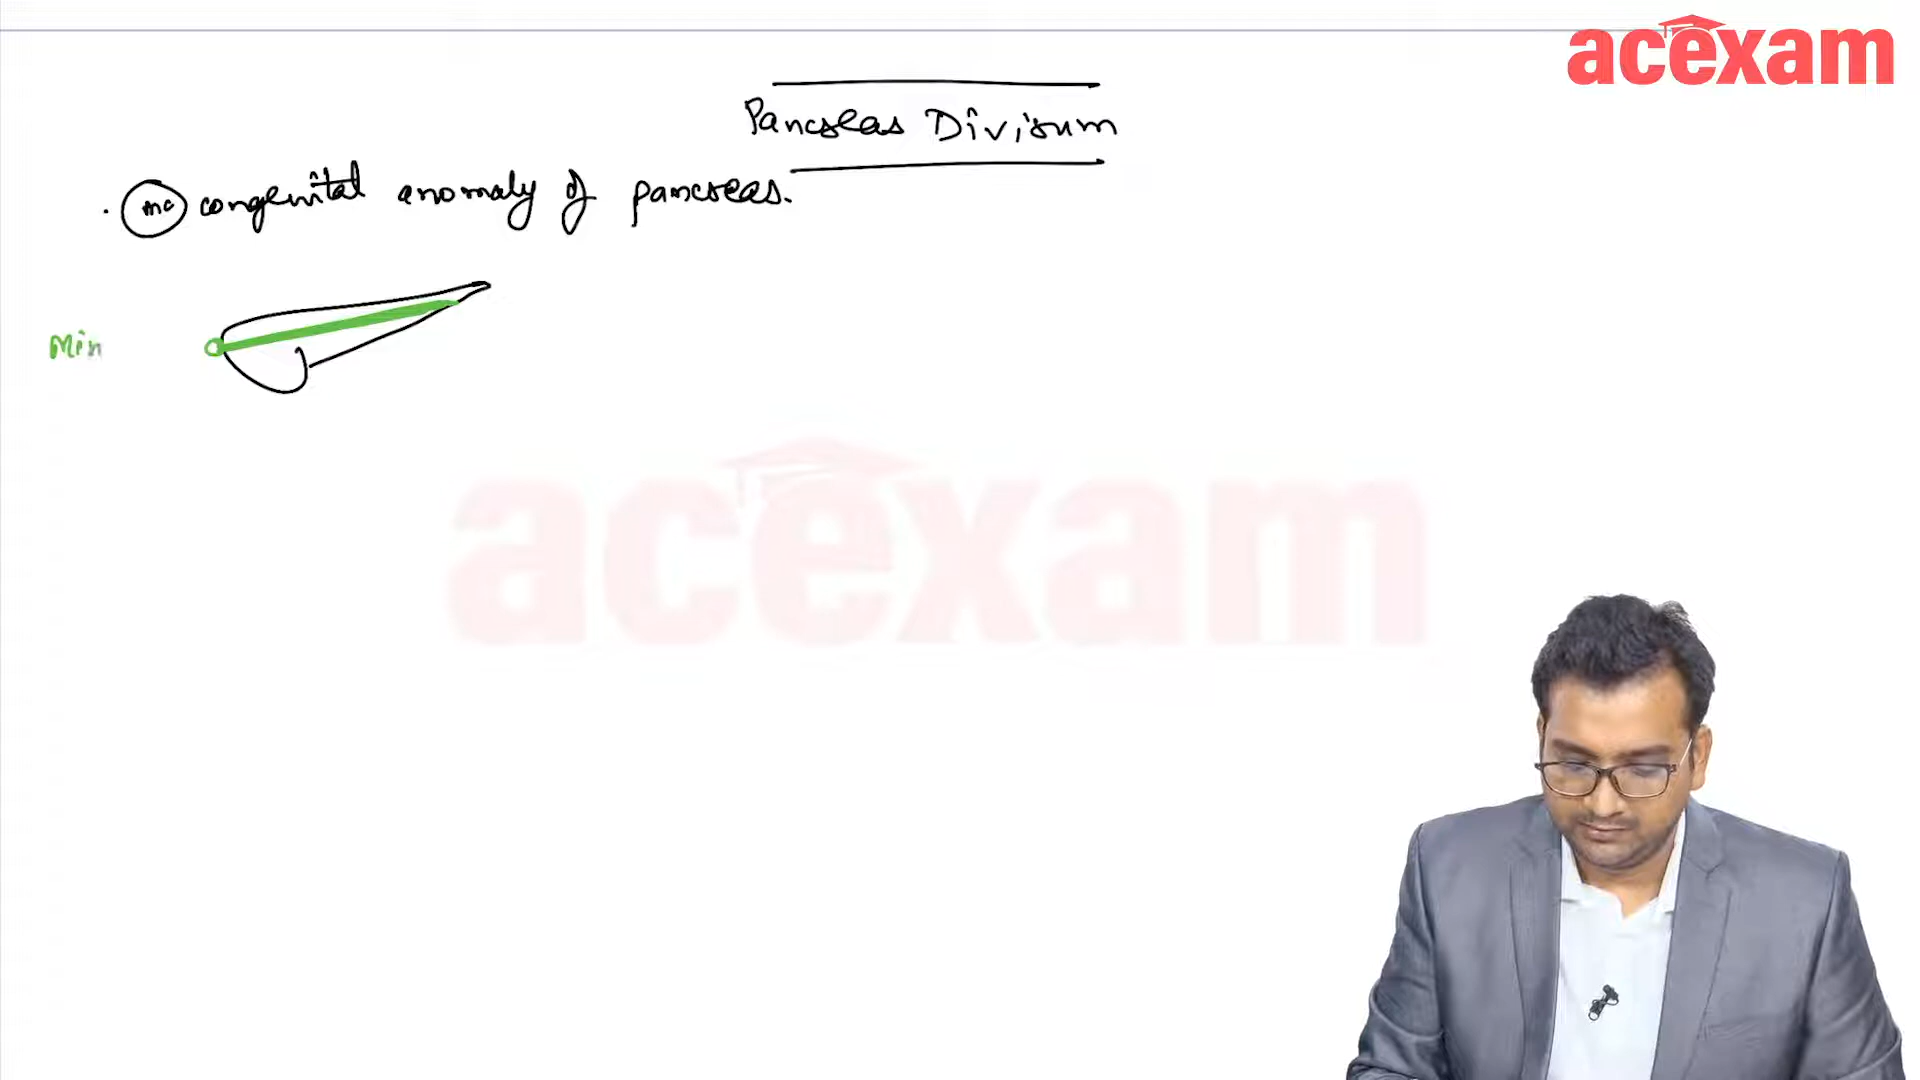 acexam
Pancreas Divisum
. mc congenital anomaly of pancreas.
Min
acexam